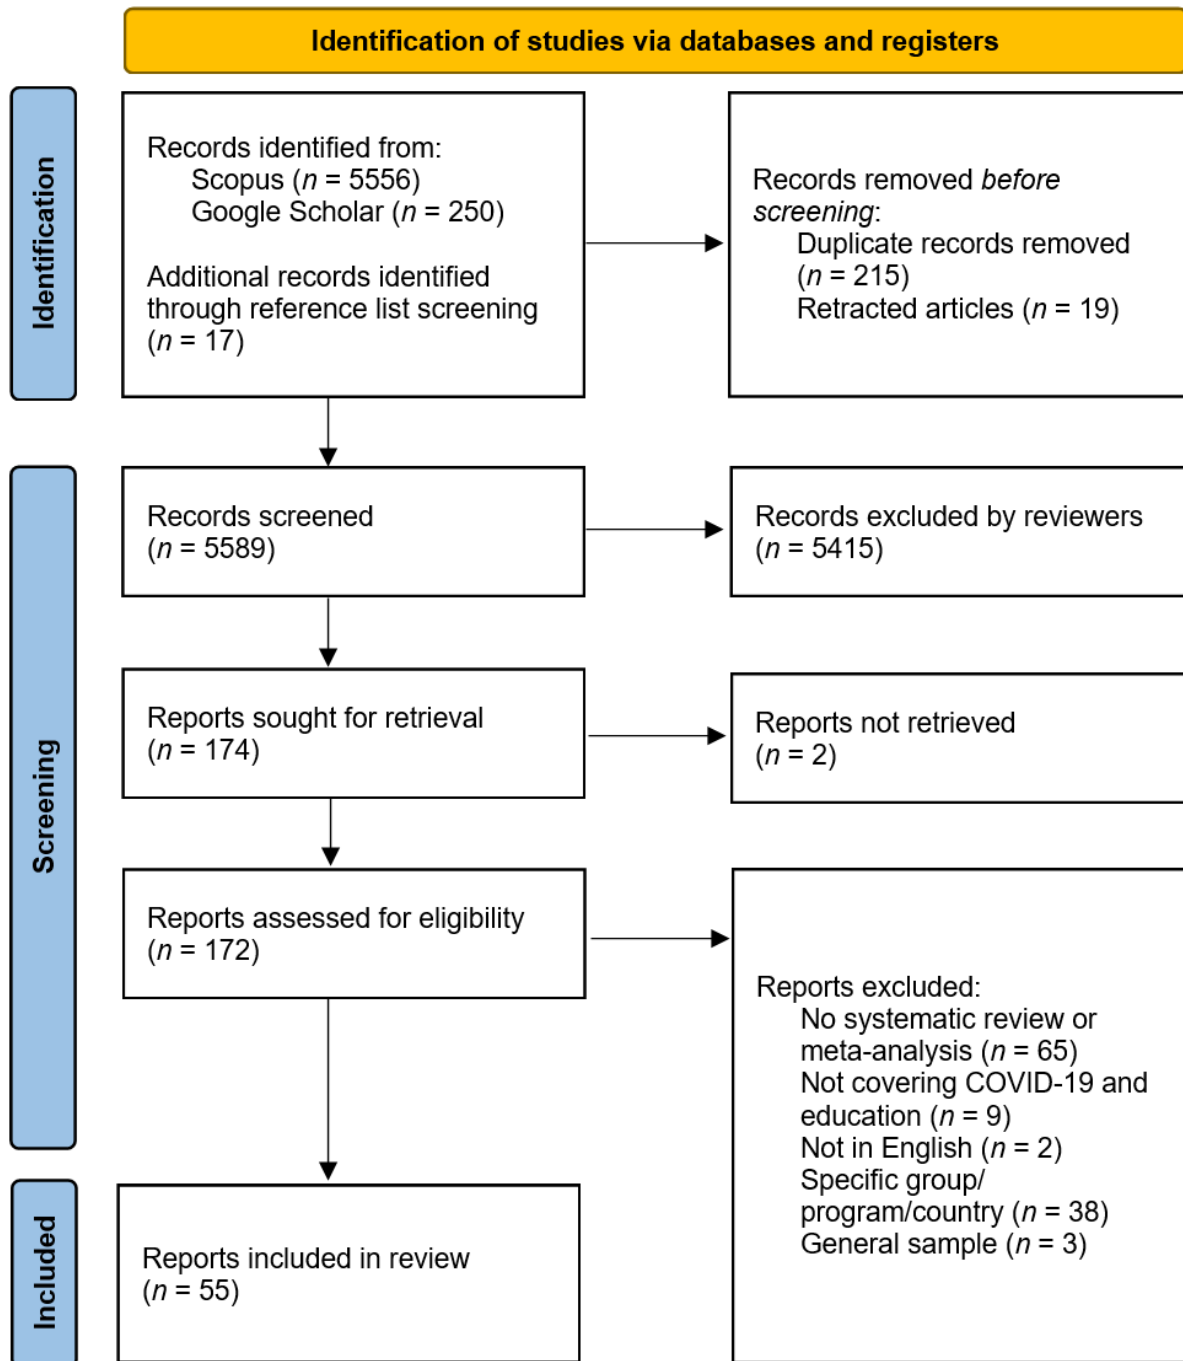 Identification of studies via databases and registers
Identification
Records identified from:
Scopus (n = 5556)
Google Scholar (n = 250)
Additional records identified
through reference list screening
(n = 17)
Records removed before
screening:
Duplicate records removed
(n = 215)
Retracted articles (n = 19)
Screening
Records screened
(n = 5589)
Records excluded by reviewers
(n = 5415)
Reports sought for retrieval
(n = 174)
Reports not retrieved
(n = 2)
Reports assessed for eligibility
(n = 172)
Reports excluded:
No systematic review or
meta-analysis (n = 65)
Not covering COVID-19 and
education (n = 9)
Not in English (n = 2)
Specific group/
program/country (n = 38)
General sample (n = 3)
Included
Reports included in review
(n = 55)